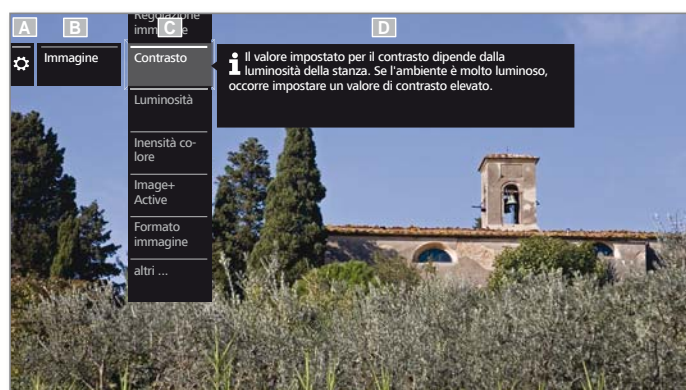 A
B
C
D
Regolazione
Immagine
Contrasto
Luminosità
Inensità co-
lore
Image+
Active
Formato
immagine
altri ...
i Il valore impostato per il contrasto dipende dalla
luminosità della stanza. Se l'ambiente è molto luminoso,
occorre impostare un valore di contrasto elevato.